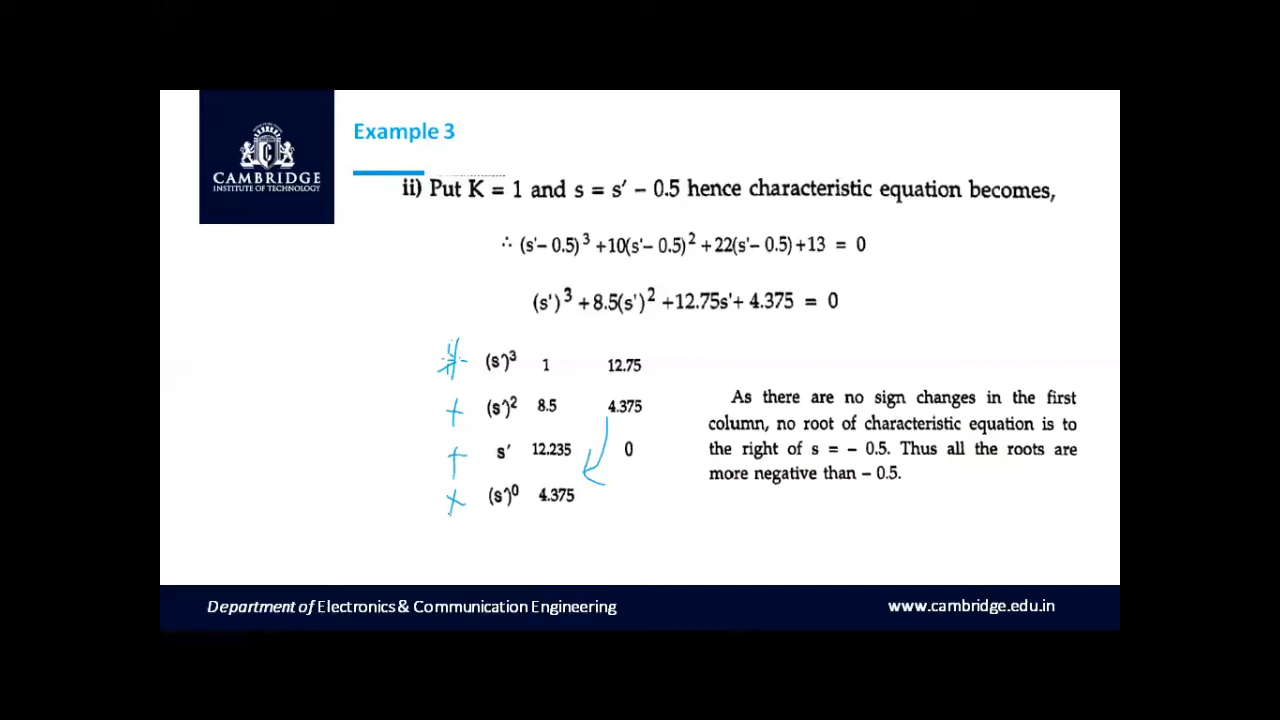 CAMBRIDGE
INSTITUTE OF TECHNOLOGY
Example 3
ii) Put K = 1 and s = s′ − 0.5 hence characteristic equation becomes,
∴ (s′− 0.5)³ +10(s′− 0.5)² +22(s′− 0.5) +13 = 0
(s′)³ +8.5(s′)² +12.75s′+ 4.375 = 0
+ (s′)³ 1 12.75
+ (s′)² 8.5 4.375
+ s′ 12.235 0
+ (s′)⁰ 4.375
As there are no sign changes in the first
column, no root of characteristic equation is to
the right of s = − 0.5. Thus all the roots are
more negative than − 0.5.
Department of Electronics & Communication Engineering
www.cambridge.edu.in